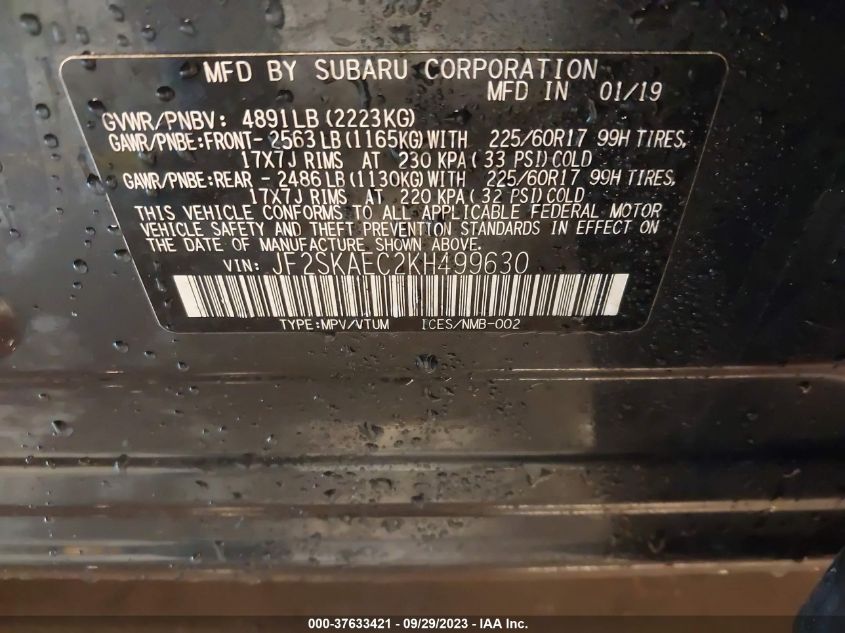 MFD BY SUBARU CORPORATION
MFD IN 01/19
GVWR/PNBV: 4891LB(2223KG)
GAWR/PNBE:FRONT-2563LB(1165KG)WITH 225/60R17 99H TIRES,
17X7J RIMS AT 230 KPA(33 PSI)COLD
GAWR/PNBE:REAR -2486LB(1130KG)WITH 225/60R17 99H TIRES,
17X7J RIMS AT 220 KPA(32 PSI)COLD
THIS VEHICLE CONFORMS TO ALL APPLICABLE FEDERAL MOTOR
VEHICLE SAFETY AND THEFT PREVENTION STANDARDS IN EFFECT ON
THE DATE OF MANUFACTURE SHOWN ABOVE.
VIN: JF2SKAEC2KH499630
TYPE:MPV/VTUM ICES/NMB-002
000-37633421 - 09/29/2023 - IAA Inc.